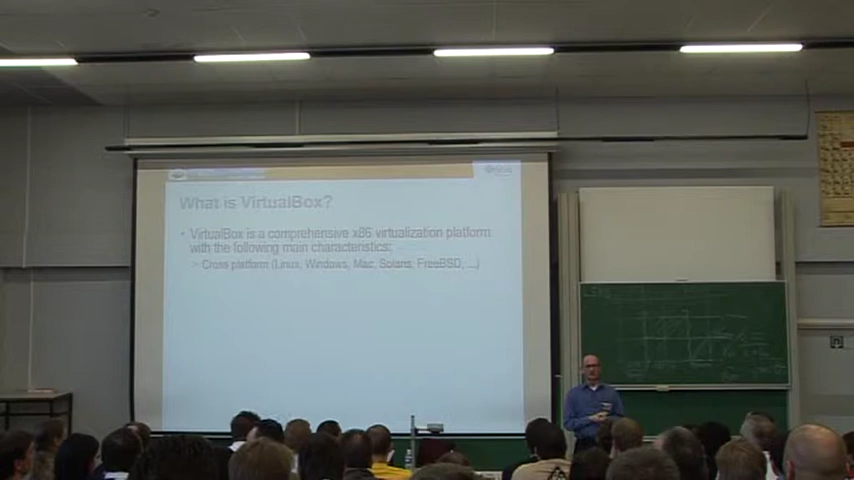 What is VirtualBox?
• VirtualBox is a comprehensive x86 virtualization platform
with the following main characteristics:
> Cross platform (Linux, Windows, Mac, Solaris, FreeBSD, ...)